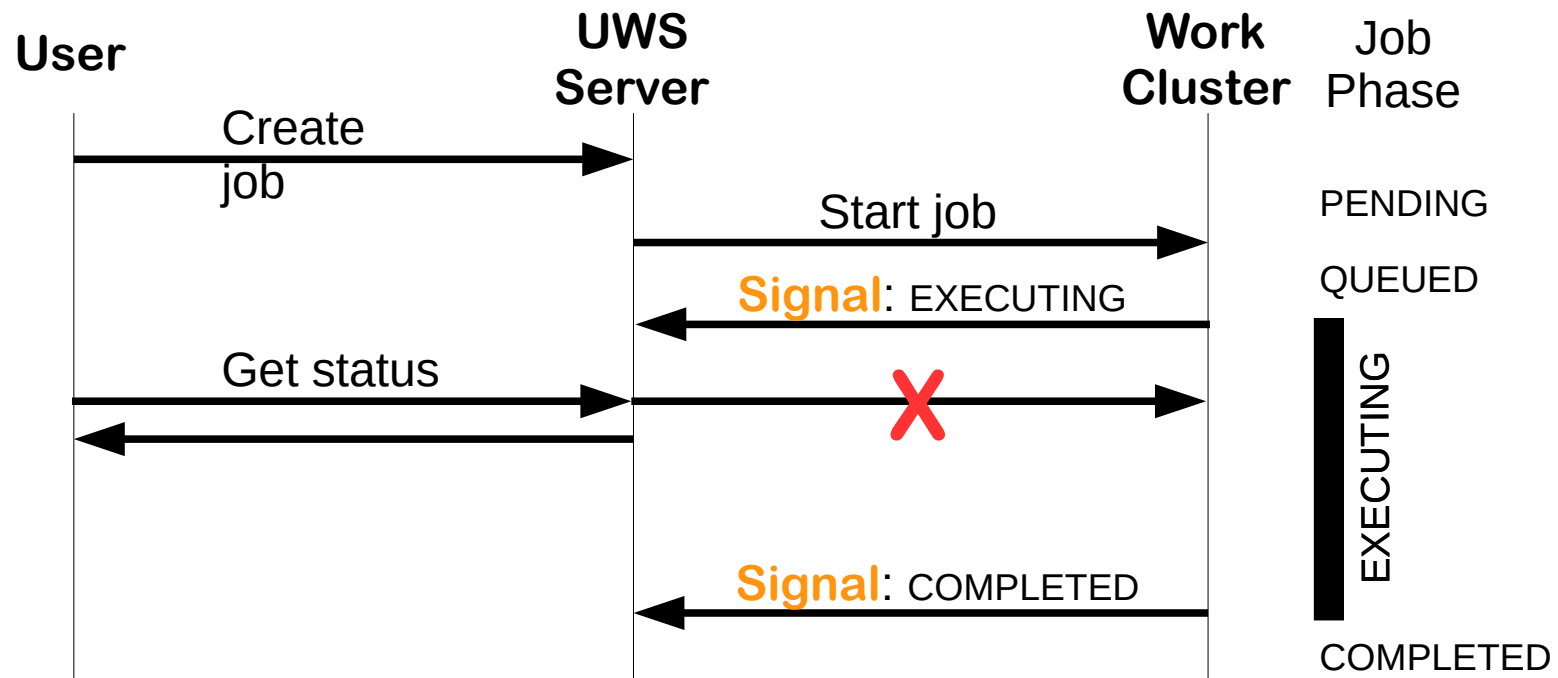 User
UWS
Server
Work
Cluster
Job
Phase
Create
job
PENDING
Start job
QUEUED
Signal: EXECUTING
Get status
EXECUTING
Signal: COMPLETED
COMPLETED